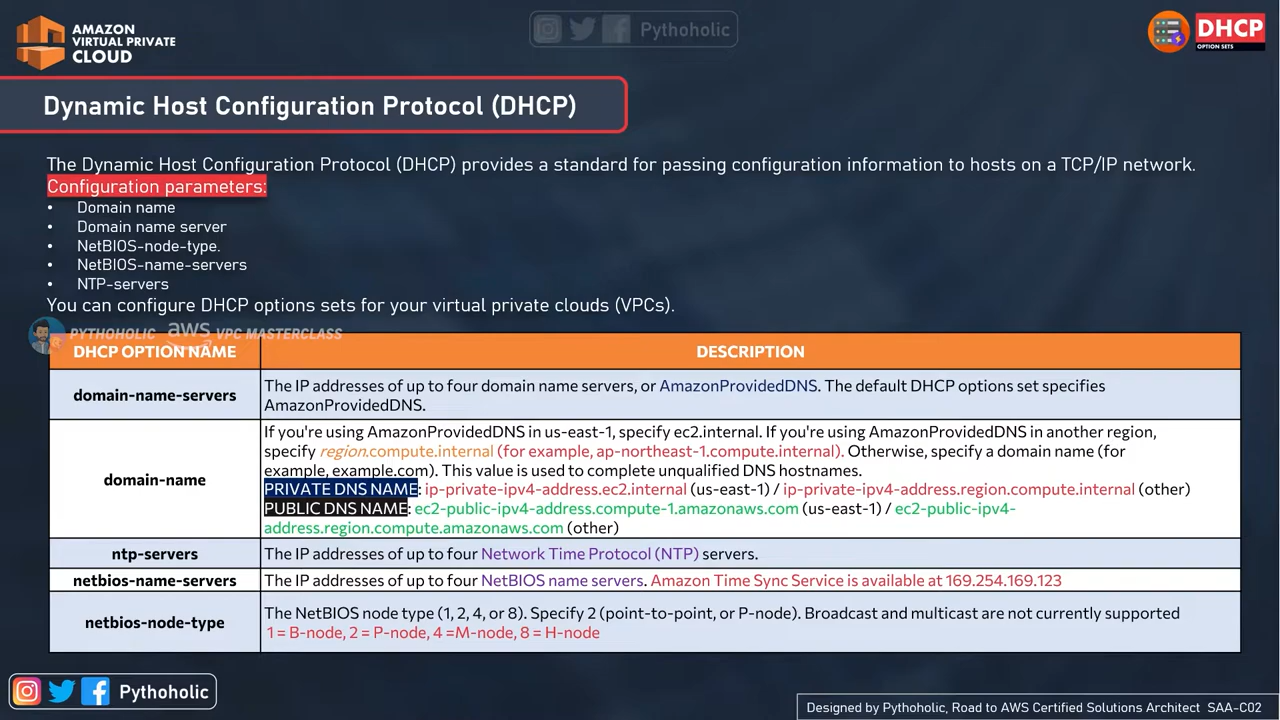 AMAZON
VIRTUAL PRIVATE
CLOUD
Pythoholic
DHCP
OPTION SETS
Dynamic Host Configuration Protocol (DHCP)
The Dynamic Host Configuration Protocol (DHCP) provides a standard for passing configuration information to hosts on a TCP/IP network.
Configuration parameters:
• Domain name
• Domain name server
• NetBIOS-node-type.
• NetBIOS-name-servers
• NTP-servers
You can configure DHCP options sets for your virtual private clouds (VPCs).
PYTHOHOLIC aws VPC MASTERCLASS
DHCP OPTION NAME DESCRIPTION
domain-name-servers
The IP addresses of up to four domain name servers, or AmazonProvidedDNS. The default DHCP options set specifies
AmazonProvidedDNS.
domain-name
If you're using AmazonProvidedDNS in us-east-1, specify ec2.internal. If you're using AmazonProvidedDNS in another region,
specify region.compute.internal (for example, ap-northeast-1.compute.internal). Otherwise, specify a domain name (for
example, example.com). This value is used to complete unqualified DNS hostnames.
PRIVATE DNS NAME: ip-private-ipv4-address.ec2.internal (us-east-1) / ip-private-ipv4-address.region.compute.internal (other)
PUBLIC DNS NAME: ec2-public-ipv4-address.compute-1.amazonaws.com (us-east-1) / ec2-public-ipv4-
address.region.compute.amazonaws.com (other)
ntp-servers The IP addresses of up to four Network Time Protocol (NTP) servers.
netbios-name-servers The IP addresses of up to four NetBIOS name servers. Amazon Time Sync Service is available at 169.254.169.123
netbios-node-type
The NetBIOS node type (1, 2, 4, or 8). Specify 2 (point-to-point, or P-node). Broadcast and multicast are not currently supported
1 = B-node, 2 = P-node, 4 =M-node, 8 = H-node
Pythoholic
Designed by Pythoholic, Road to AWS Certified Solutions Architect SAA-C02